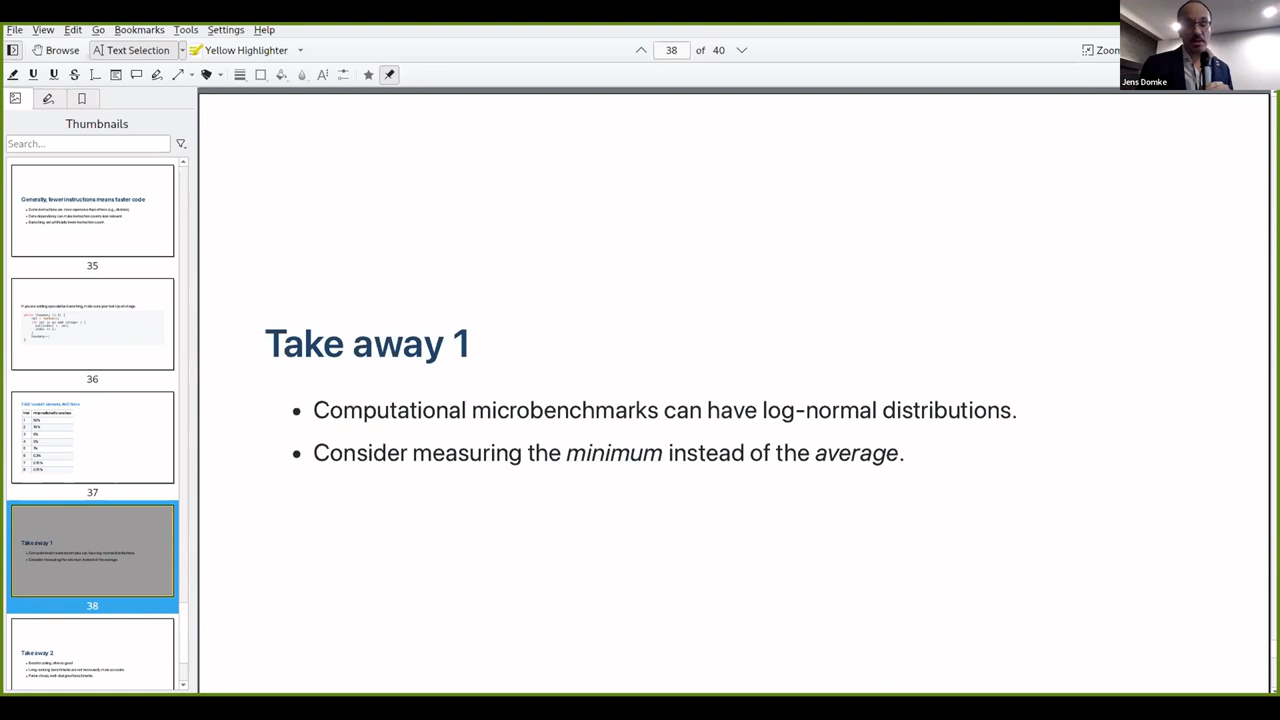 File View Edit Go Bookmarks Tools Settings Help
Browse Text Selection Yellow Highlighter 38 of 40 Zoom
Jens Domke
Thumbnails
Search...
Generally, fewer instructions means faster code
35
36
37
Take away 1
38
Take away 2
Take away 1
• Computational microbenchmarks can have log-normal distributions.
• Consider measuring the minimum instead of the average.